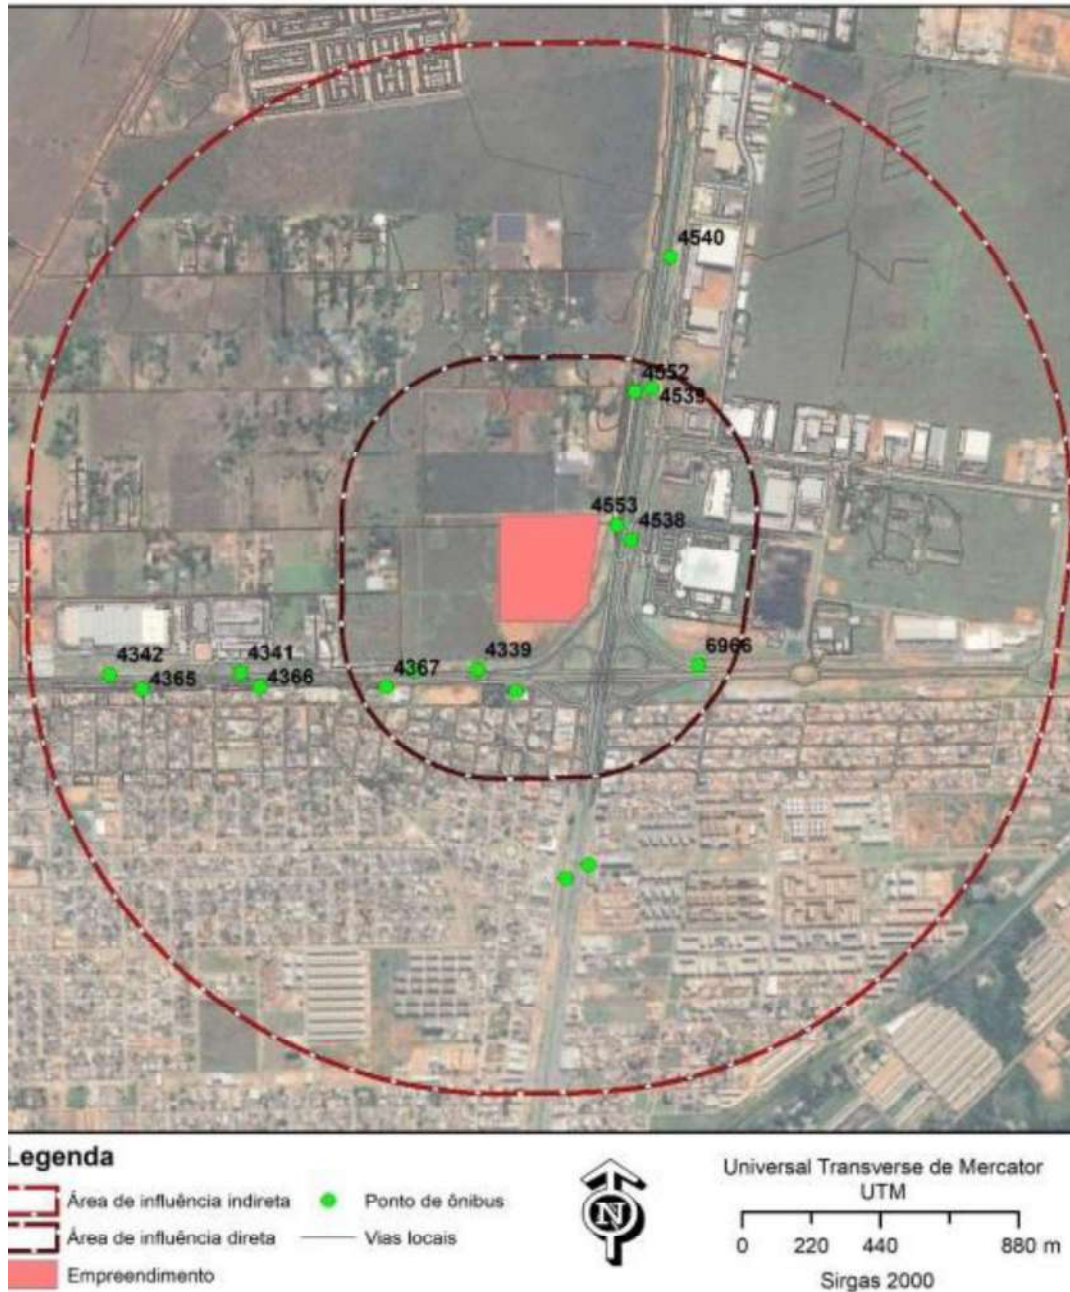 4540
4552
4539
4553
4538
4342
4341
4367
4339
6966
4365
4366
Legenda
Área de influência indireta
Ponto de ônibus
Área de influência direta
Vias locais
Empreendimento
N
Universal Transverse de Mercator
UTM
0 220 440 880 m
Sirgas 2000